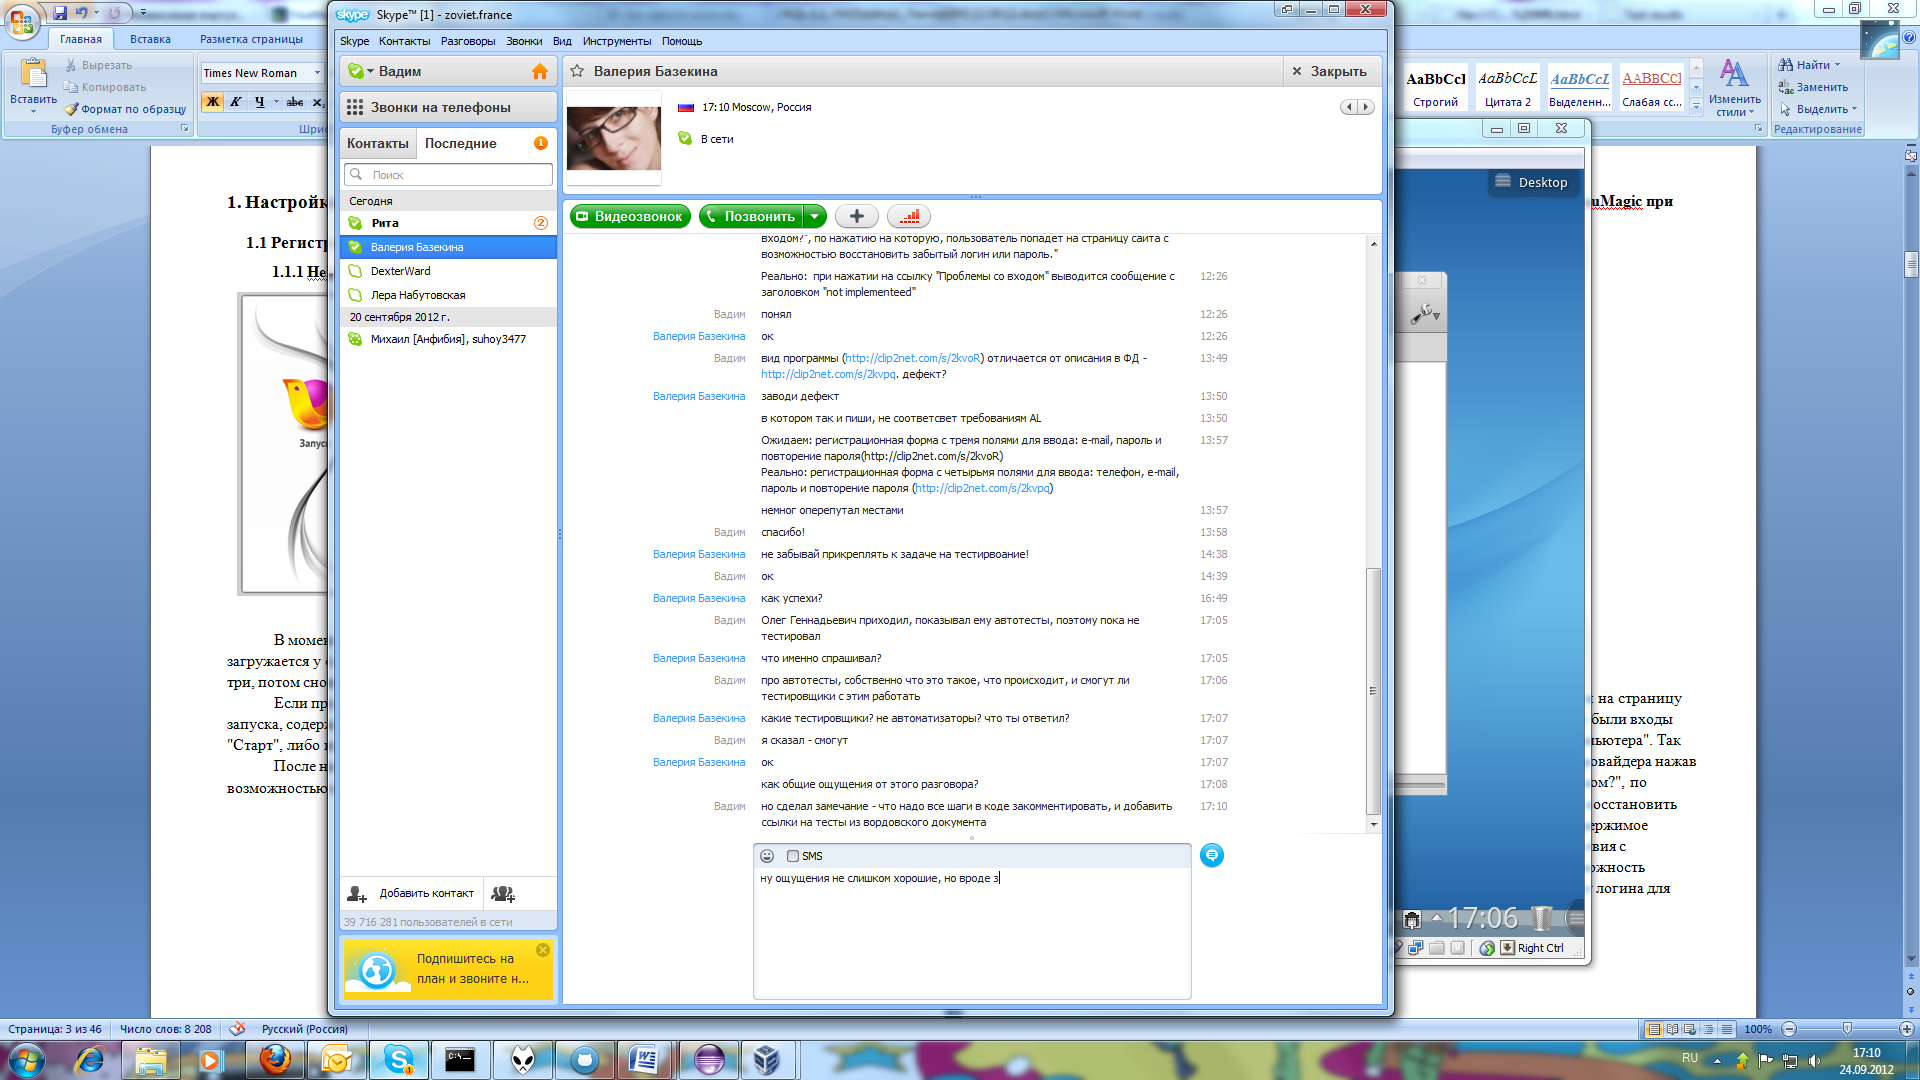 Skype™ [1] - zoviet.france
Главная Вставка Разметка страницы
Skype Контакты Разговоры Звонки Вид Инструменты Помощь
Вставить
Вырезать
Копировать
Формат по образцу
Буфер обмена
Times New Roman
Ж К Ч abc
AaBbCcI AaBbCcL AaBbCcL AABBCCI
Строгий Цитата 2 Выделенн... Слабая сс...
Изменить стили
Найти
Заменить
Выделить
Редактирование
Вадим
Звонки на телефоны
Контакты Последние 1
Поиск
Сегодня
Рита 2
Валерия Базекина
DexterWard
Лера Набутовская
20 сентября 2012 г.
Михаил [Анфибия], suhoy3477
Добавить контакт
39 716 281 пользователей в сети
Подпишитесь на
план и звоните н...
Валерия Базекина
Закрыть
17:10 Moscow, Россия
В сети
Видеозвонок Позвонить
входом?", по нажатию на которую, пользователь попадет на страницу сайта с
возможностью восстановить забытый логин или пароль."
Реально: при нажатии на ссылку "Проблемы со входом" выводится сообщение с 12:26
заголовком "not implementeed"
Вадим понял 12:26
Валерия Базекина ок 12:26
Вадим вид программы (http://clip2net.com/s/2kvoR) отличается от описания в ФД - 13:49
http://clip2net.com/s/2kvpq. дефект?
Валерия Базекина заводи дефект 13:50
в котором так и пиши, не соответсвет требованиям AL 13:50
Ожидаем: регистрационная форма с тремя полями для ввода: e-mail, пароль и 13:57
повторение пароля(http://clip2net.com/s/2kvoR)
Реально: регистрационная форма с четырьмя полями для ввода: телефон, e-mail,
пароль и повторение пароля (http://clip2net.com/s/2kvpq)
немног оперепутал местами 13:57
Вадим спасибо! 13:58
Валерия Базекина не забывай прикреплять к задаче на тестирвоание! 14:38
Вадим ок 14:39
Валерия Базекина как успехи? 16:49
Вадим Олег Геннадьевич приходил, показывал ему автотесты, поэтому пока не 17:05
тестировал
Валерия Базекина что именно спрашивал? 17:05
Вадим про автотесты, собственно что это такое, что происходит, и смогут ли 17:06
тестировщики с этим работать
Валерия Базекина какие тестировщики? не автоматизаторы? что ты ответил? 17:07
Вадим я сказал - смогут 17:07
Валерия Базекина ок 17:07
как общие ощущения от этого разговора? 17:08
Вадим но сделал замечание - что надо все шаги в коде закомментировать, и добавить 17:10
ссылки на тесты из вордовского документа
SMS
ну ощущения не слишком хорошие, но вроде з
1. Настройк
uMagic при
1.1 Регистр
1.1.1 Не
Запус
В момен
загружается у
три, потом сно
Если пр
запуска, содерж
"Старт", либо
После н
возможностью
на страницу
были входы
ьютера". Так
овайдера нажав
ом?", по
осстановить
ержимое
вия с
ожность
логина для
Desktop
17:06
Right Ctrl
Страница: 3 из 46 Число слов: 8 208 Русский (Россия)
100%
RU
17:10
24.09.2012